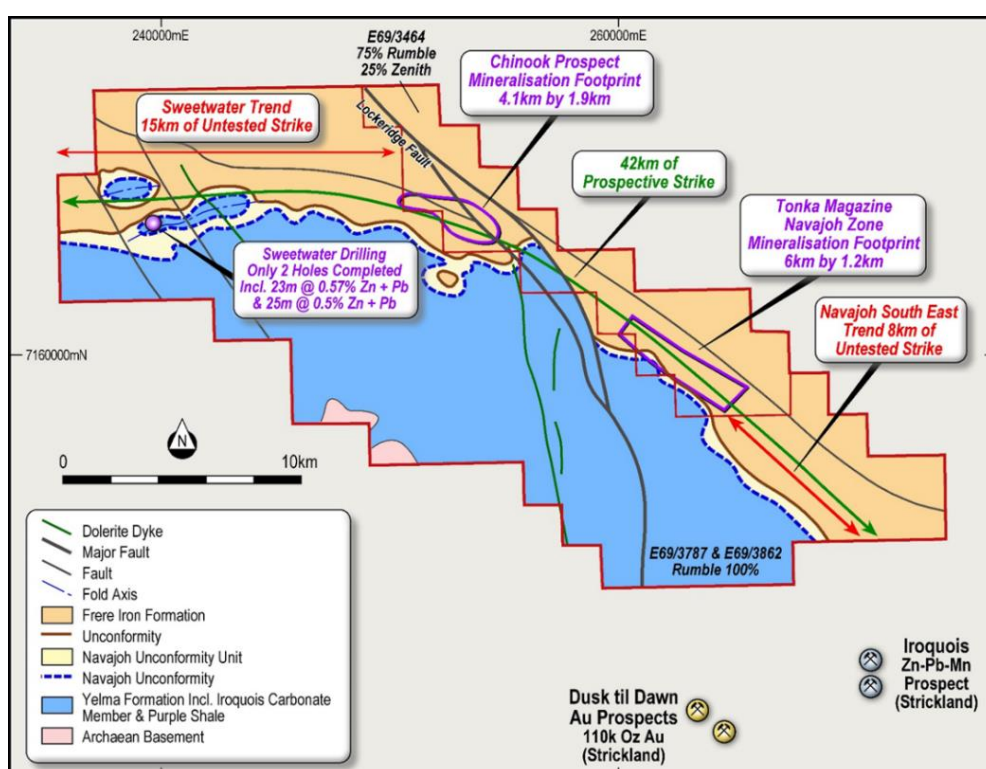 240000mE
260000mE
E69/3464
75% Rumble
25% Zenith
Chinook Prospect
Mineralisation Footprint
4.1km by 1.9km
Sweetwater Trend
15km of Untested Strike
Lockeridge Fault
42km of
Prospective Strike
Tonka Magazine
Navajoh Zone
Mineralisation Footprint
6km by 1.2km
Sweetwater Drilling
Only 2 Holes Completed
Incl. 23m @ 0.57% Zn + Pb
& 25m @ 0.5% Zn + Pb
Navajoh South East
Trend 8km of
Untested Strike
7160000mN
N
0
10km
Dolerite Dyke
Major Fault
Fault
Fold Axis
Frere Iron Formation
Unconformity
Navajoh Unconformity Unit
Navajoh Unconformity
Yelma Formation Incl. Iroquois Carbonate
Member & Purple Shale
Archaean Basement
E69/3787 & E69/3862
Rumble 100%
Iroquois
Zn-Pb-Mn
Prospect
(Strickland)
Dusk til Dawn
Au Prospects
110k Oz Au
(Strickland)